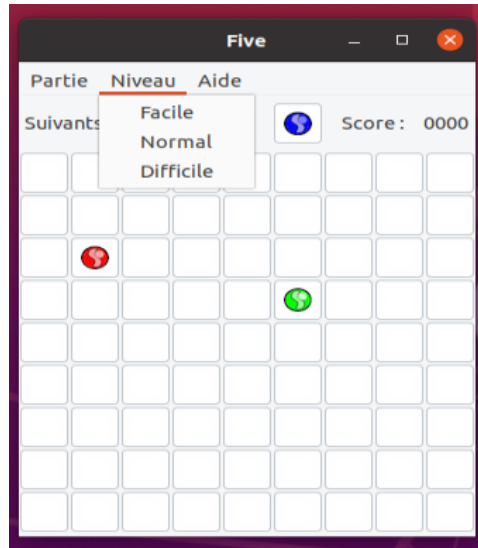 Five
Partie Niveau Aide
Facile
Suivants Score : 0000
Normal
Difficile